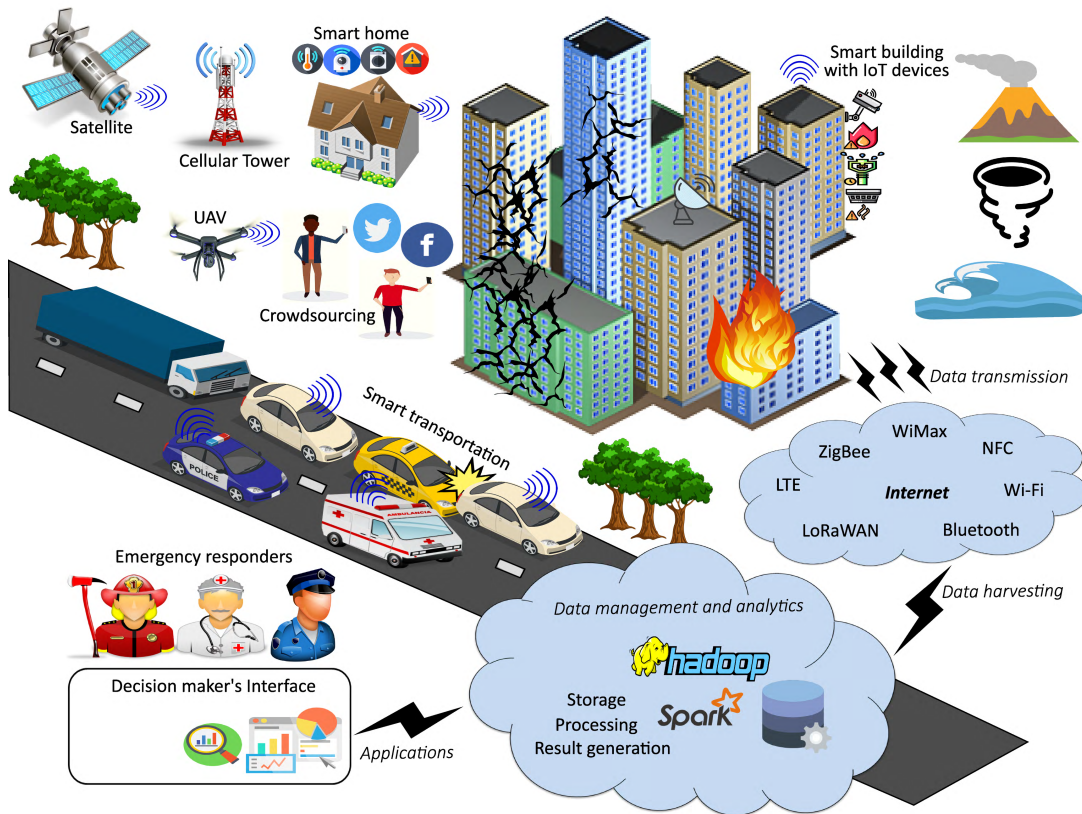 Smart home
Smart building
with IoT devices
Satellite
Cellular Tower
UAV
f
Crowdsourcing
Data transmission
Smart transportation
WiMax
ZigBee
NFC
LTE
Internet
Wi-Fi
LoRaWAN
Bluetooth
POLICE
AMBULANCIA
Emergency responders
1
Data management and analytics
Data harvesting
hadoop
Decision maker's Interface
Storage
Spark
Processing
Result generation
Applications